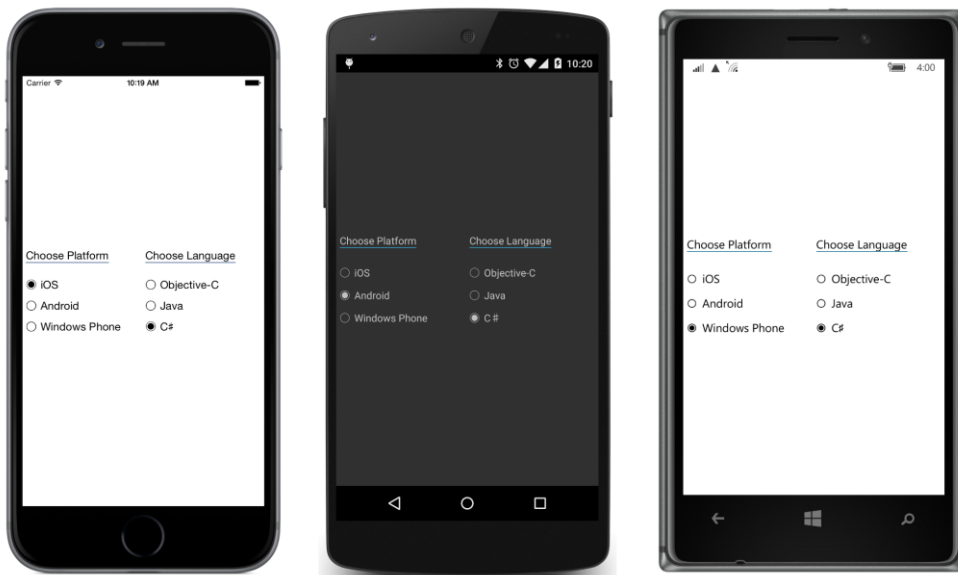 Carrier 10:19 AM
Choose Platform Choose Language
iOS Objective-C
Android Java
Windows Phone C♯
10:20
Choose Platform Choose Language
iOS Objective-C
Android Java
Windows Phone C♯
4:00
Choose Platform Choose Language
iOS Objective-C
Android Java
Windows Phone C♯